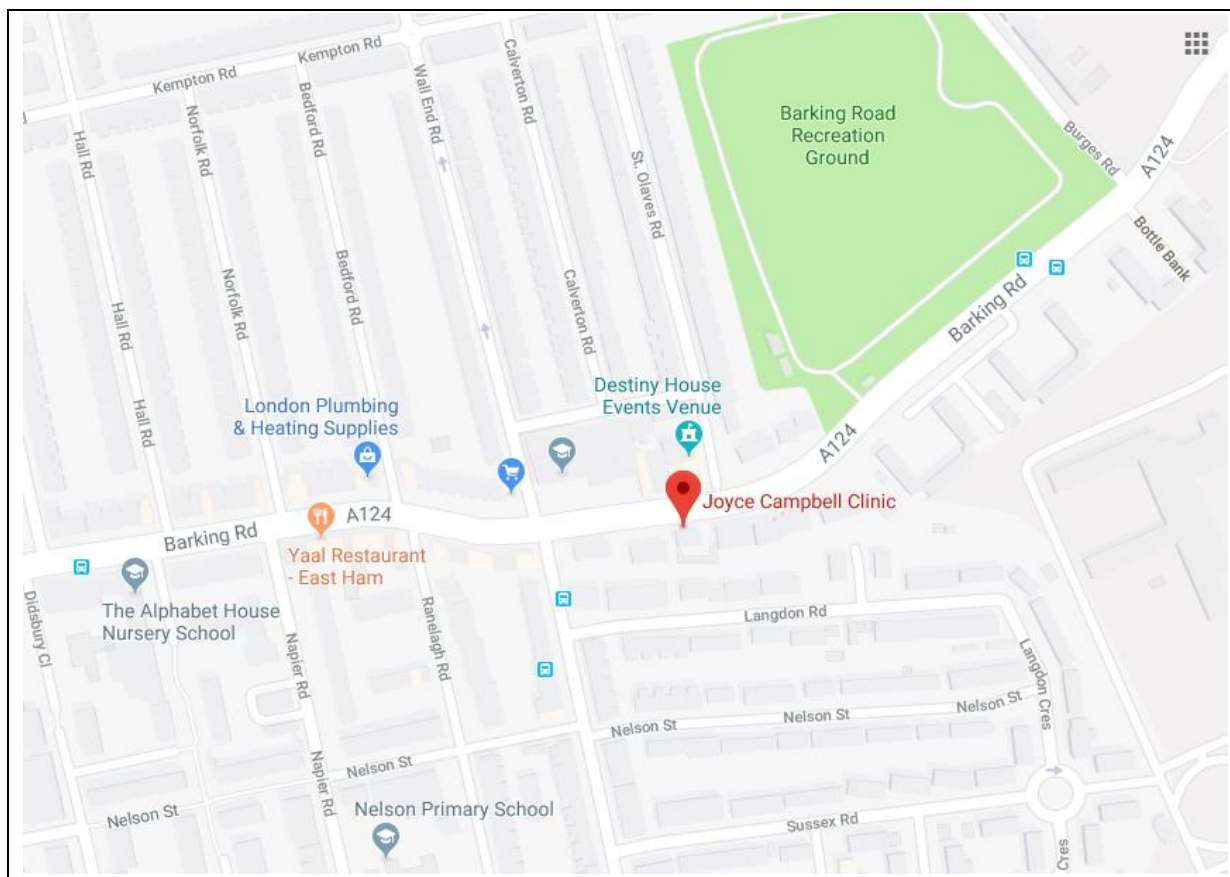 Kempton Rd
Kempton Rd
Calverton Rd
Wall End Rd
Bedford Rd
Norfolk Rd
Hall Rd
St. Olaves Rd
Barking Road
Recreation
Ground
Burges Rd
A124
Bottle Bank
Barking Rd
Hall Rd
Norfolk Rd
Bedford Rd
Calverton Rd
Hall Rd
London Plumbing
& Heating Supplies
Destiny House
Events Venue
A124
Joyce Campbell Clinic
A124
Barking Rd
Yaal Restaurant
- East Ham
The Alphabet House
Nursery School
Didsbury Cl
Napier Rd
Ranelagh Rd
Langdon Rd
Langdon Cres
Nelson St
Nelson St
Nelson St
Nelson St
Nelson St
Napier Rd
Nelson Primary School
Sussex Rd
Cres